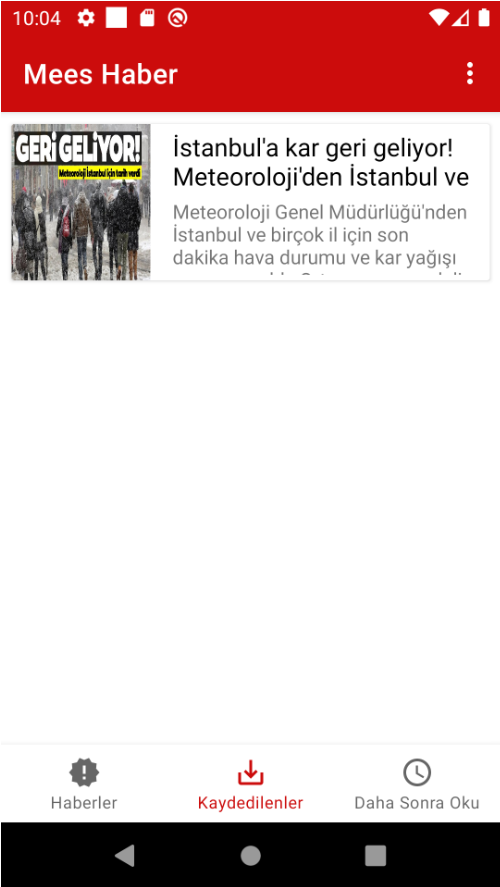 10:04
Mees Haber
GERİ GELİYOR!
Meteoroloji İstanbul için tarih verdi
İstanbul'a kar geri geliyor!
Meteoroloji'den İstanbul ve
Meteoroloji Genel Müdürlüğü'nden
İstanbul ve birçok il için son
dakika hava durumu ve kar yağışı
Haberler
Kaydedilenler
Daha Sonra Oku